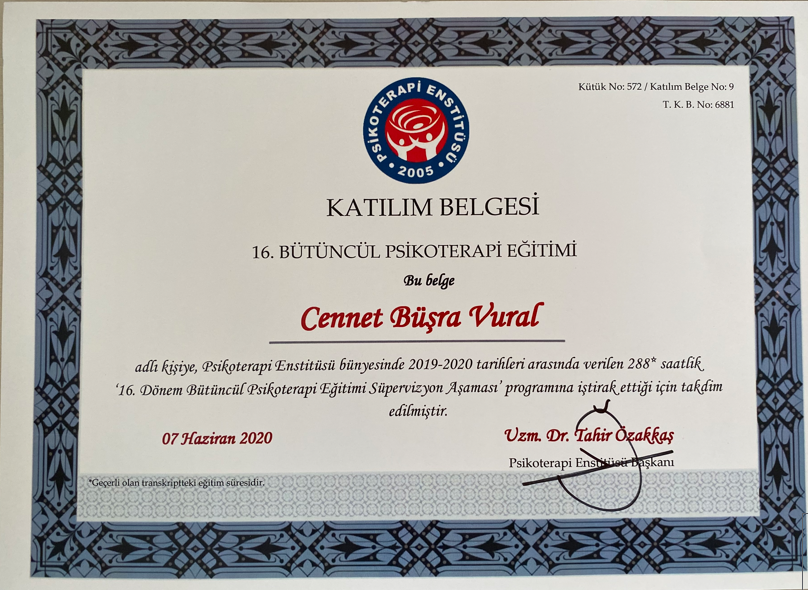 Kütük No: 572 / Katılım Belge No: 9
T. K. B. No: 6881
PSİKOTERAPİ ENSTİTÜSÜ
• 2005 •
KATILIM BELGESİ
16. BÜTÜNCÜL PSİKOTERAPİ EĞİTİMİ
Bu belge
Cennet Büşra Vural
adlı kişiye, Psikoterapi Enstitüsü bünyesinde 2019-2020 tarihleri arasında verilen 288* saatlik
‘16. Dönem Bütüncül Psikoterapi Eğitimi Süpervizyon Aşaması’ programına iştirak ettiği için takdim
edilmiştir.
07 Haziran 2020
Uzm. Dr. Tahir Özakkaş
Psikoterapi Enstitüsü Başkanı
*Geçerli olan transkriptteki eğitim süresidir.